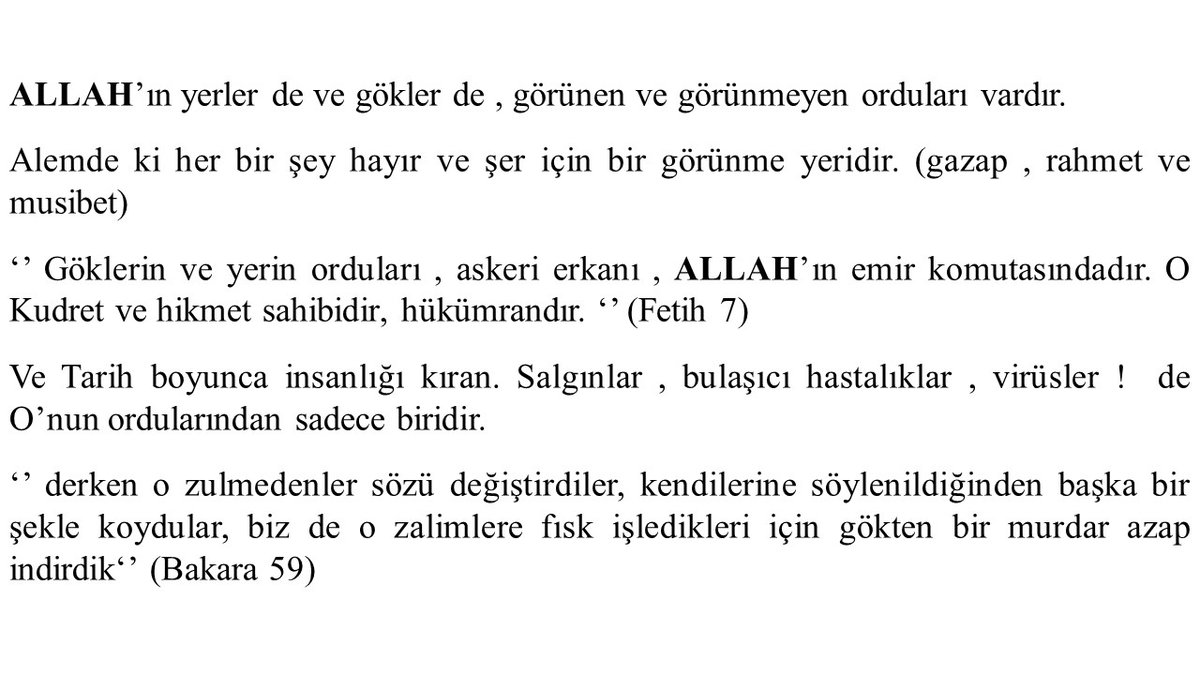 ALLAH’ın yerler de ve gökler de , görünen ve görünmeyen orduları vardır.
Alemde ki her bir şey hayır ve şer için bir görünme yeridir. (gazap , rahmet ve
musibet)
‘’ Göklerin ve yerin orduları , askeri erkanı , ALLAH’ın emir komutasındadır. O
Kudret ve hikmet sahibidir, hükümrandır. ‘’ (Fetih 7)
Ve Tarih boyunca insanlığı kıran. Salgınlar , bulaşıcı hastalıklar , virüsler ! de
O’nun ordularından sadece biridir.
‘’ derken o zulmedenler sözü değiştirdiler, kendilerine söylenildiğinden başka bir
şekle koydular, biz de o zalimlere fısk işledikleri için gökten bir murdar azap
indirdik‘’ (Bakara 59)